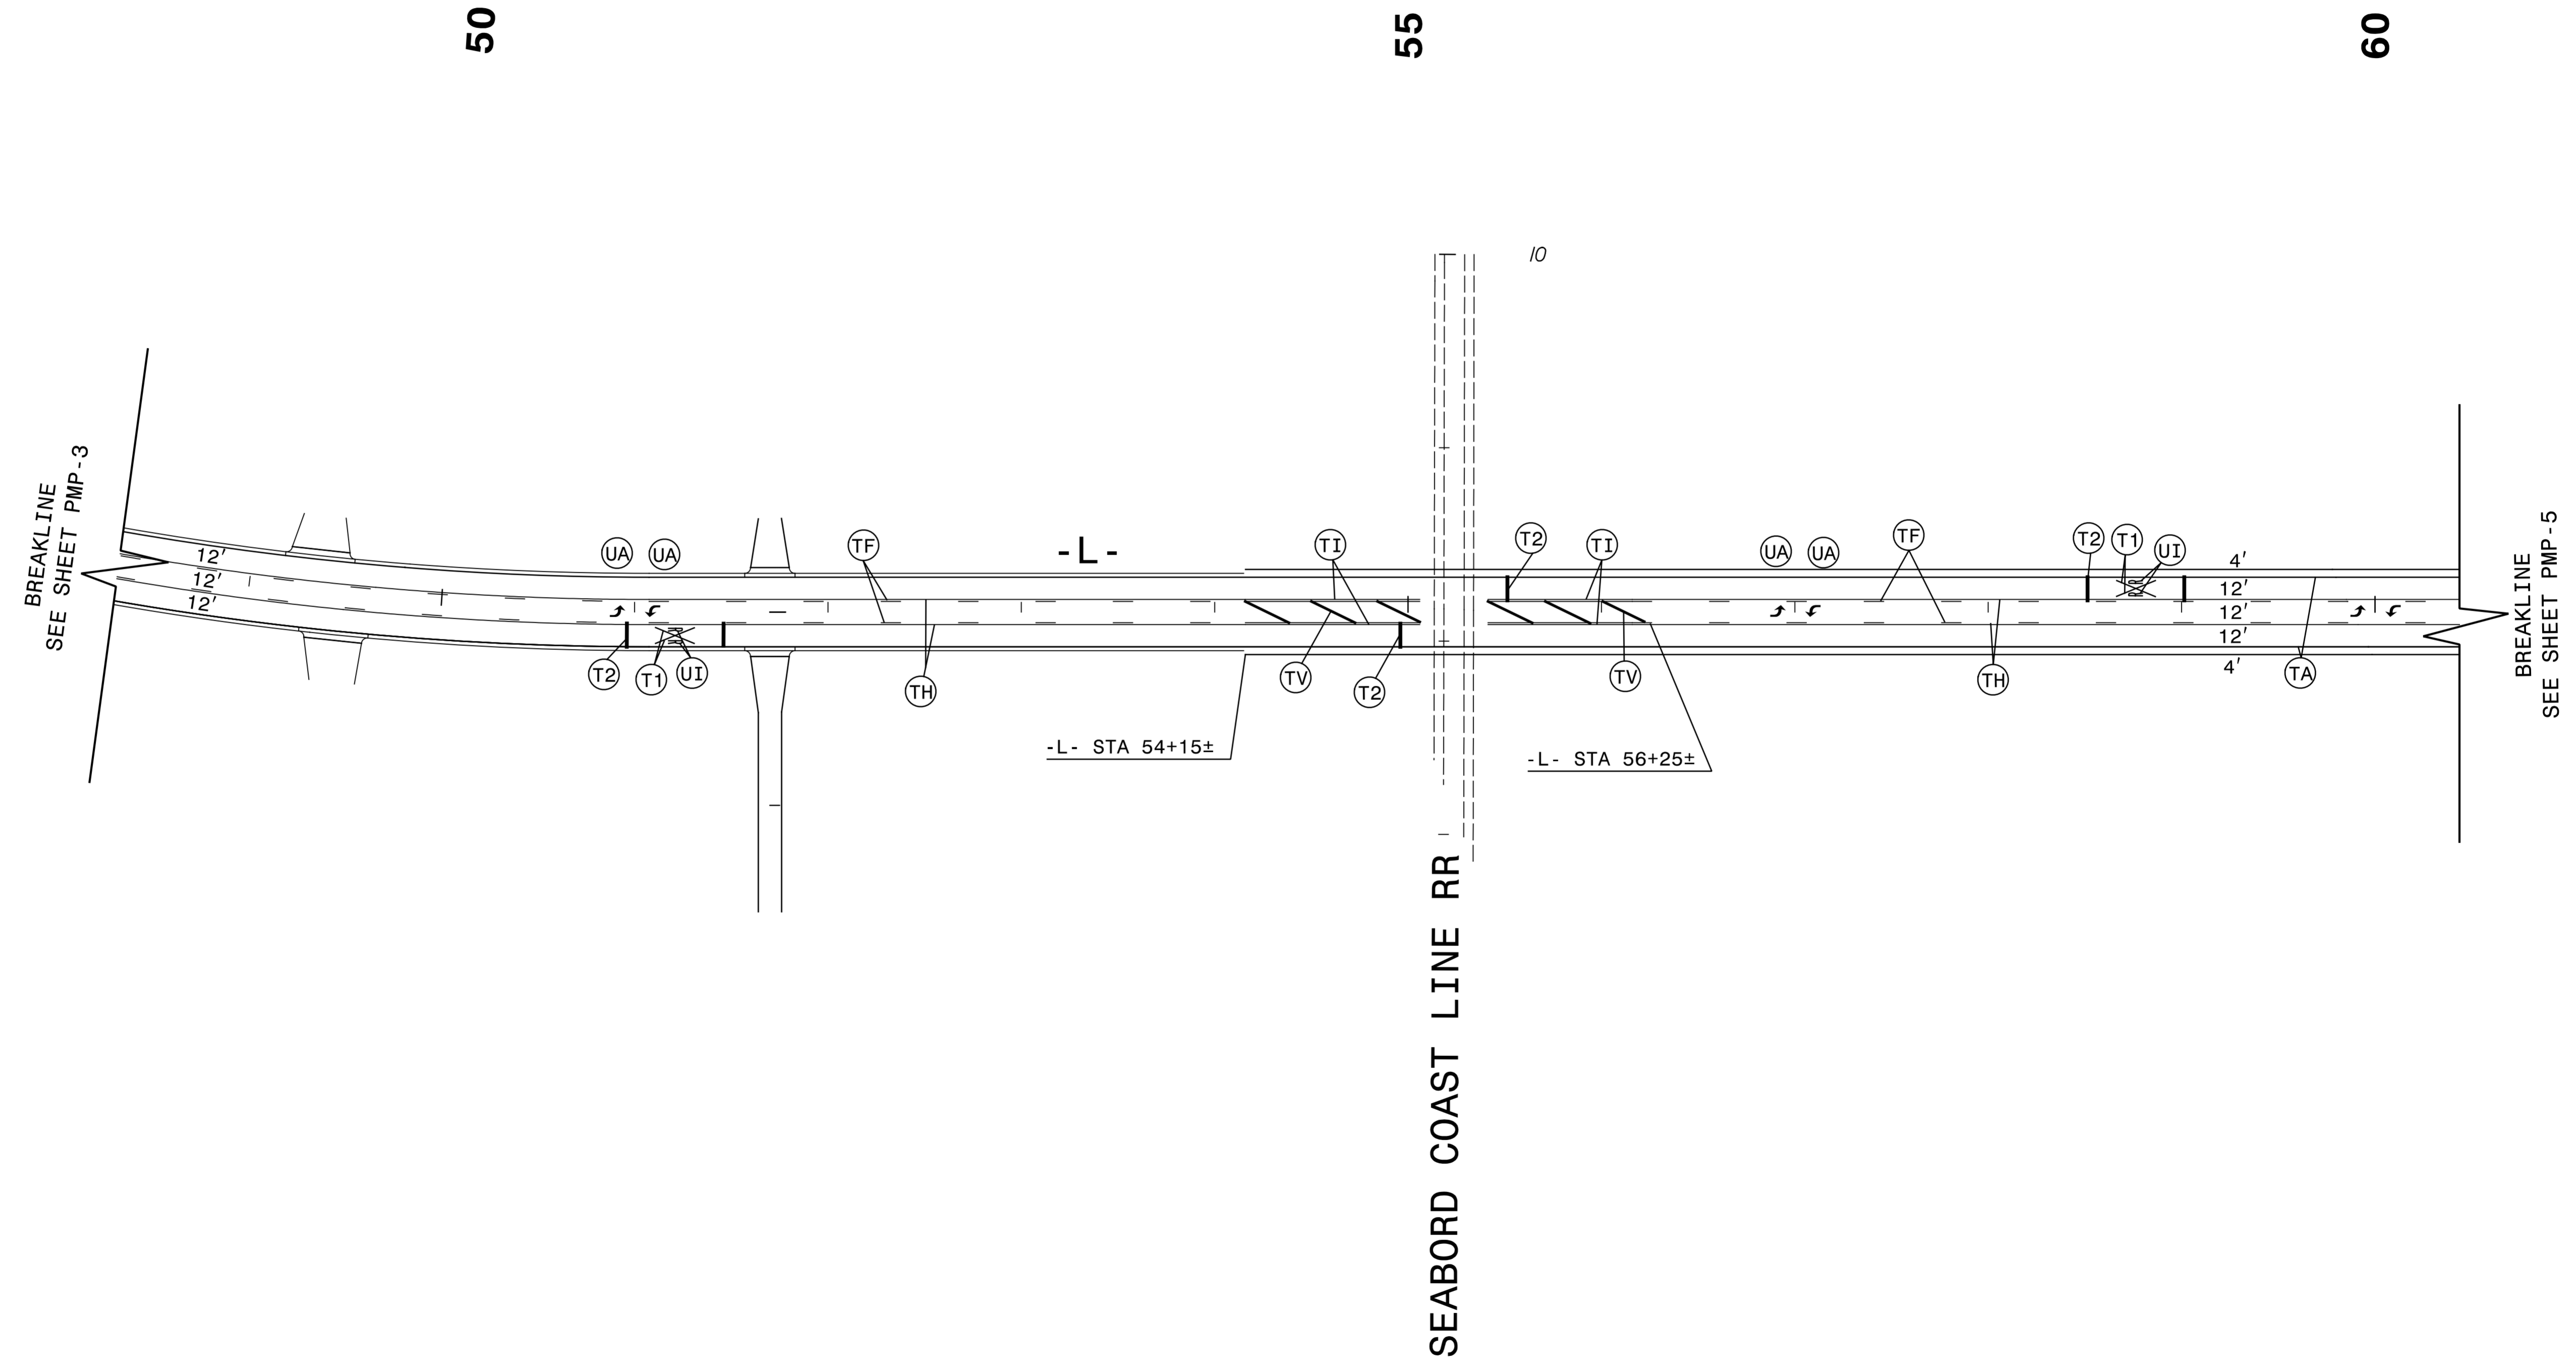 50
55
60
10
BREAKLINE
SEE SHEET PMP-3
12'
12'
12'
UA
UA
TF
-L-
TI
T2
TI
UA
UA
TF
T2
T1
UI
4'
12'
12'
12'
4'
T2
T1
UI
TH
TV
T2
TV
TH
TA
-L- STA 54+15±
-L- STA 56+25±
SEABORD COAST LINE RR
BREAKLINE
SEE SHEET PMP-5